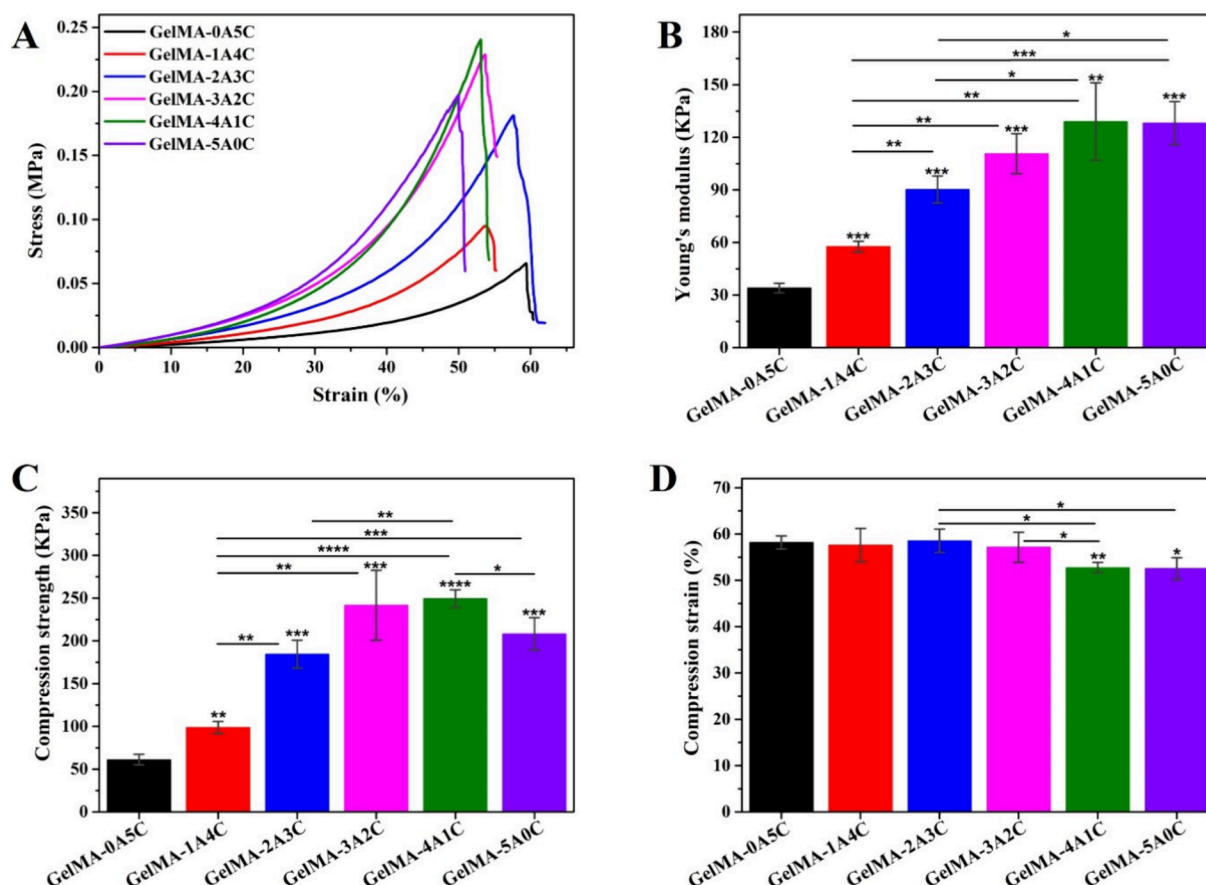 A
GelMA-0A5C
GelMA-1A4C
GelMA-2A3C
GelMA-3A2C
GelMA-4A1C
GelMA-5A0C
0.25
0.20
0.15
0.10
0.05
0.00
Stress (MPa)
0 10 20 30 40 50 60
Strain (%)
B
180
150
120
90
60
30
0
Young's modulus (KPa)
*
***
*
**
**
**
**
***
***
***
***
GelMA-0A5C
GelMA-1A4C
GelMA-2A3C
GelMA-3A2C
GelMA-4A1C
GelMA-5A0C
C
350
300
250
200
150
100
50
0
Compression strength (KPa)
**
***
****
**
*
**
***
****
***
***
**
GelMA-0A5C
GelMA-1A4C
GelMA-2A3C
GelMA-3A2C
GelMA-4A1C
GelMA-5A0C
D
70
60
50
40
30
20
10
0
Compression strain (%)
*
*
*
**
*
GelMA-0A5C
GelMA-1A4C
GelMA-2A3C
GelMA-3A2C
GelMA-4A1C
GelMA-5A0C